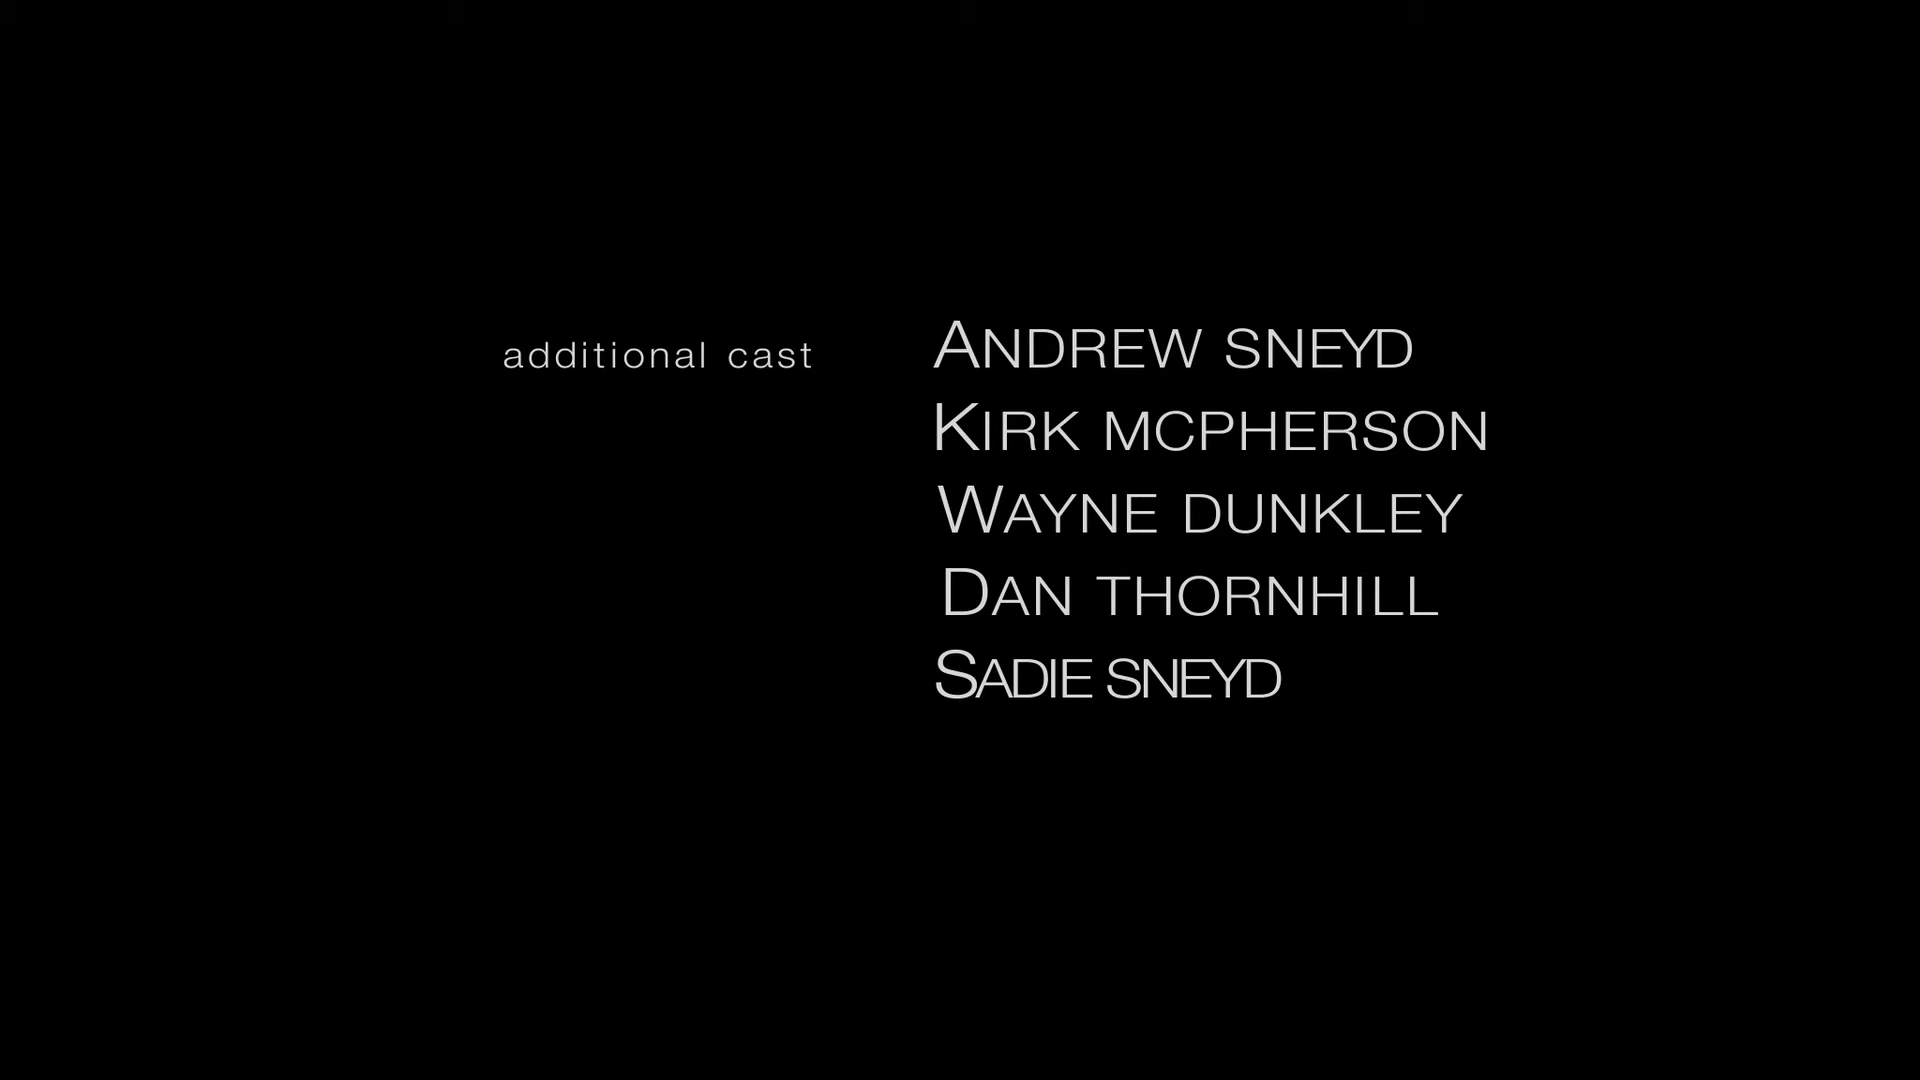 additional cast ANDREW SNEYD
KIRK MCPHERSON
WAYNE DUNKLEY
DAN THORNHILL
SADIE SNEYD